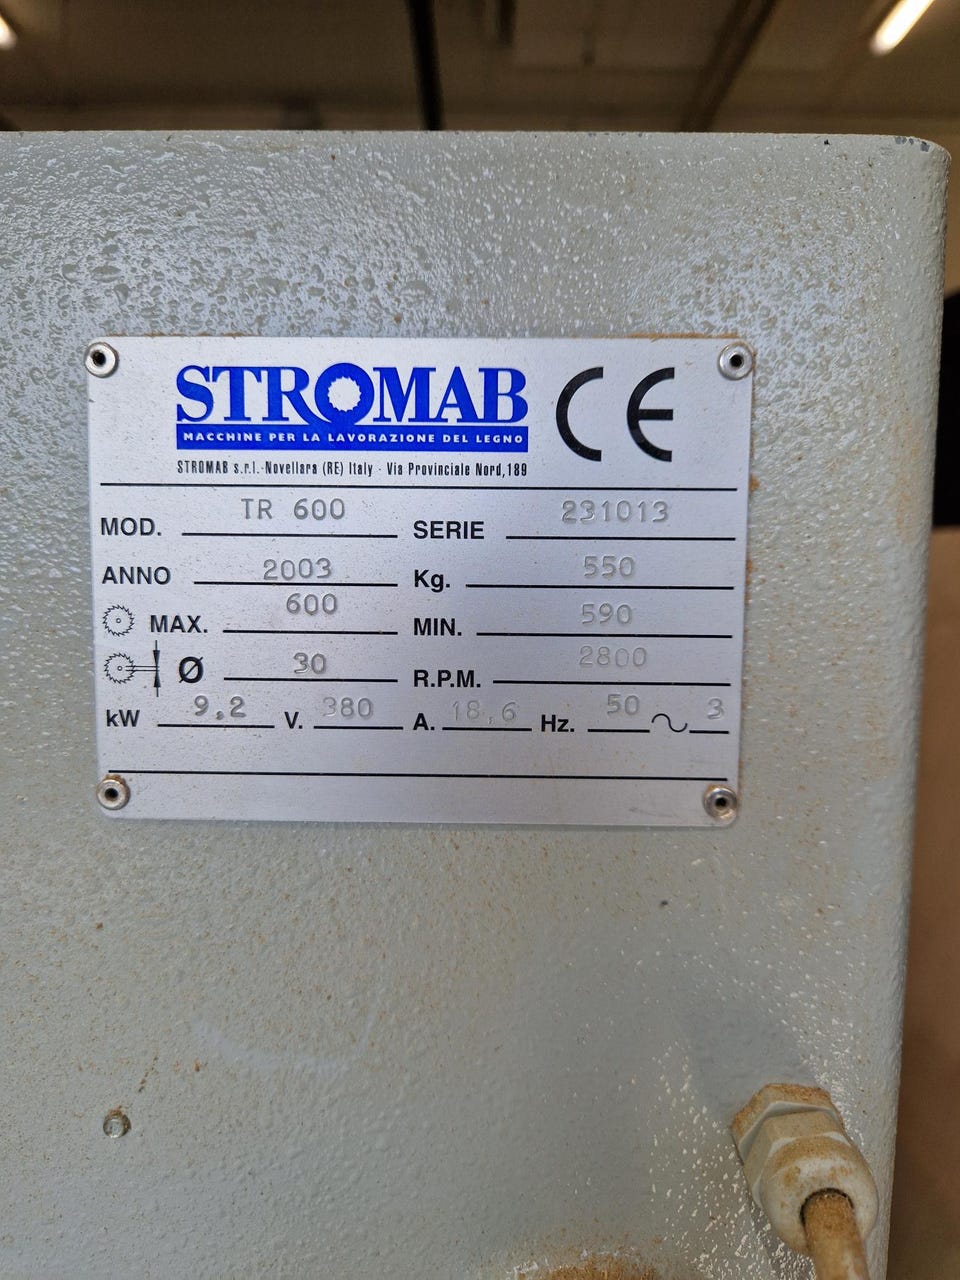 STROMAB CE
MACCHINE PER LA LAVORAZIONE DEL LEGNO
STROMAB s.r.l.-Novellara (RE) Italy - Via Provinciale Nord, 189
MOD. TR 600 SERIE 231013
ANNO 2003 Kg. 550
MAX. 600 MIN. 590
Ø 30 R.P.M. 2800
kW 9,2 V. 380 A. 18,6 Hz. 50 ~ 3